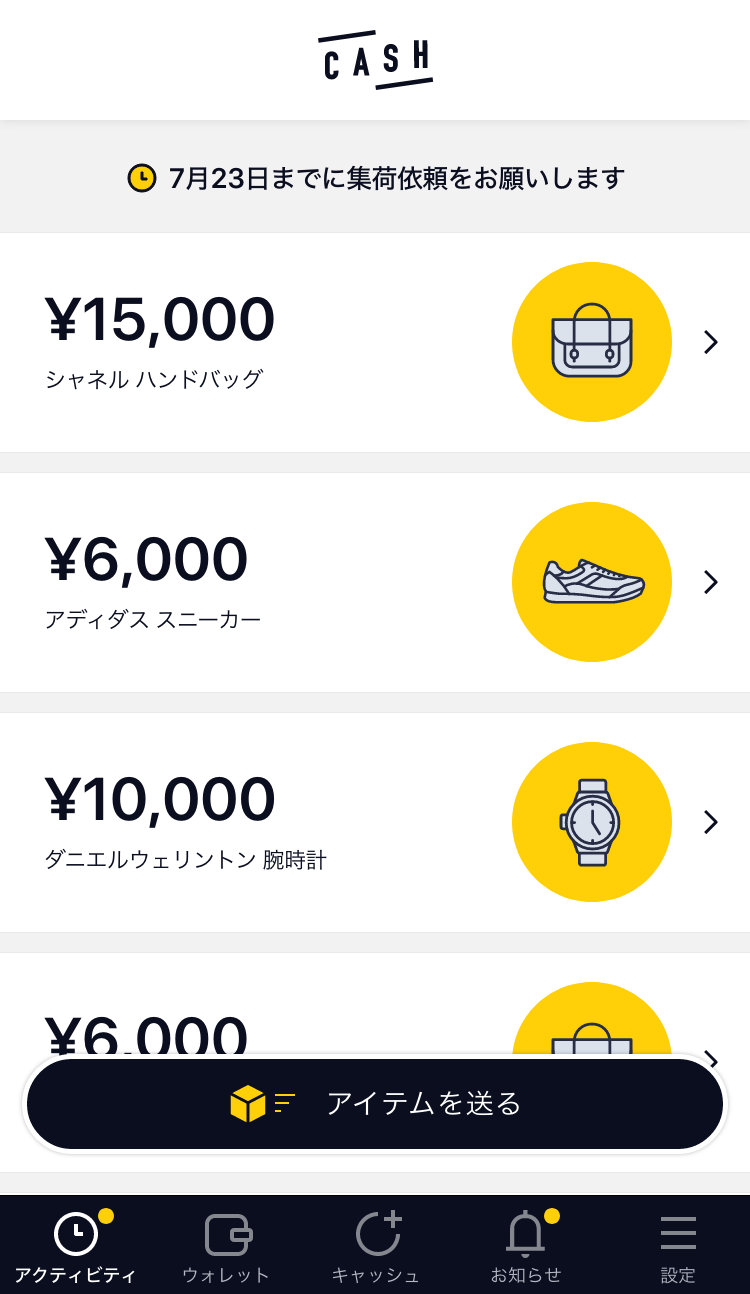 CASH
7月23日までに集荷依頼をお願いします
¥15,000
シャネル ハンドバッグ
¥6,000
アディダス スニーカー
¥10,000
ダニエルウェリントン 腕時計
¥6,000
アイテムを送る
アクティビティ
ウォレット
キャッシュ
お知らせ
設定